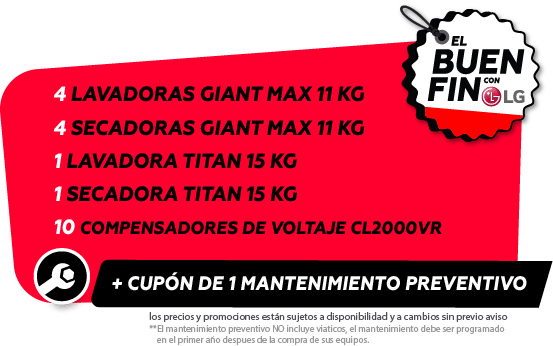 EL
BUEN
FIN CON
LG
4 LAVADORAS GIANT MAX 11 KG
4 SECADORAS GIANT MAX 11 KG
1 LAVADORA TITAN 15 KG
1 SECADORA TITAN 15 KG
10 COMPENSADORES DE VOLTAJE CL2000VR
+ CUPÓN DE 1 MANTENIMIENTO PREVENTIVO
los precios y promociones están sujetos a disponibilidad y a cambios sin previo aviso
**El mantenimiento preventivo NO incluye viaticos, el mantenimiento debe ser programado
en el primer año despues de la compra de sus equipos.